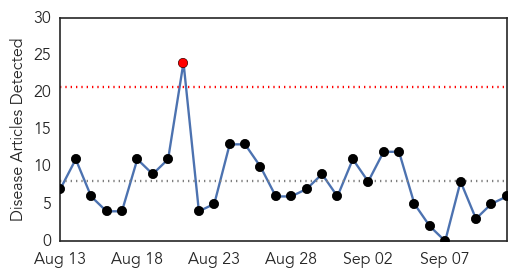 30
25
20
15
10
5
0
Disease Articles Detected
Aug 13
Aug 18
Aug 23
Aug 28
Sep 02
Sep 07